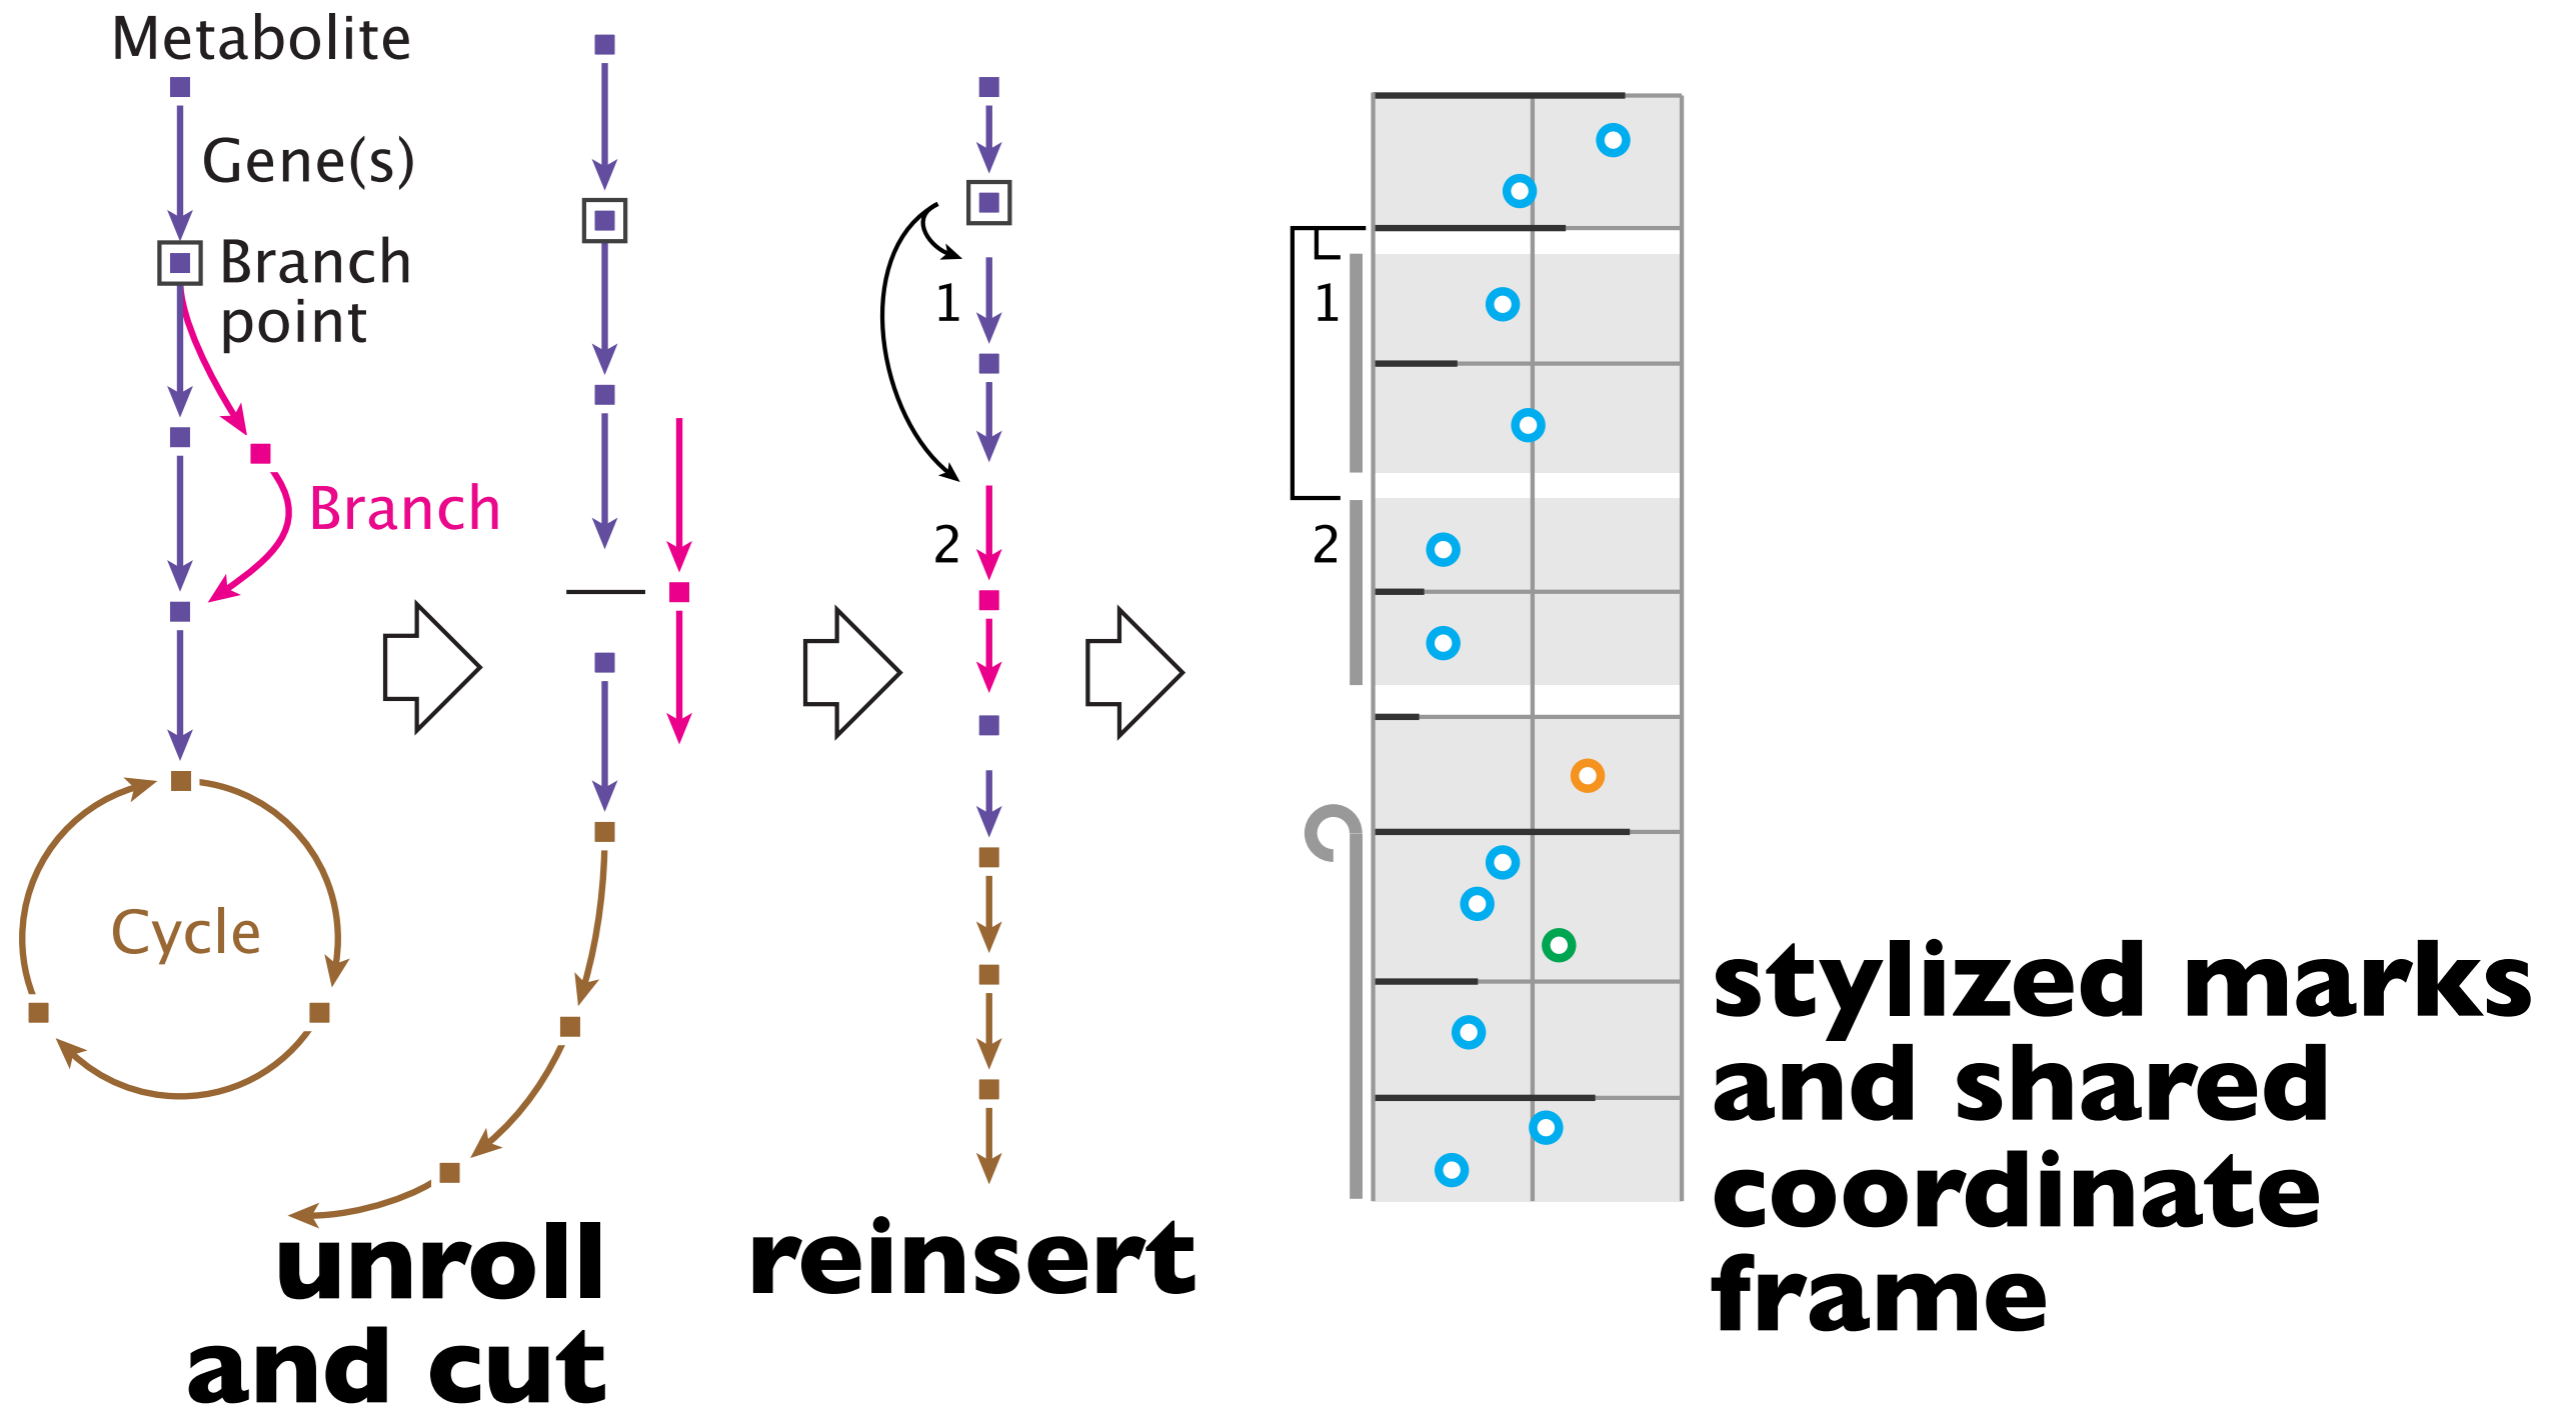 Metabolite
Gene(s)
Branch
point
Branch
Cycle
unroll
and cut
1
2
reinsert
1
2
stylized marks
and shared
coordinate
frame